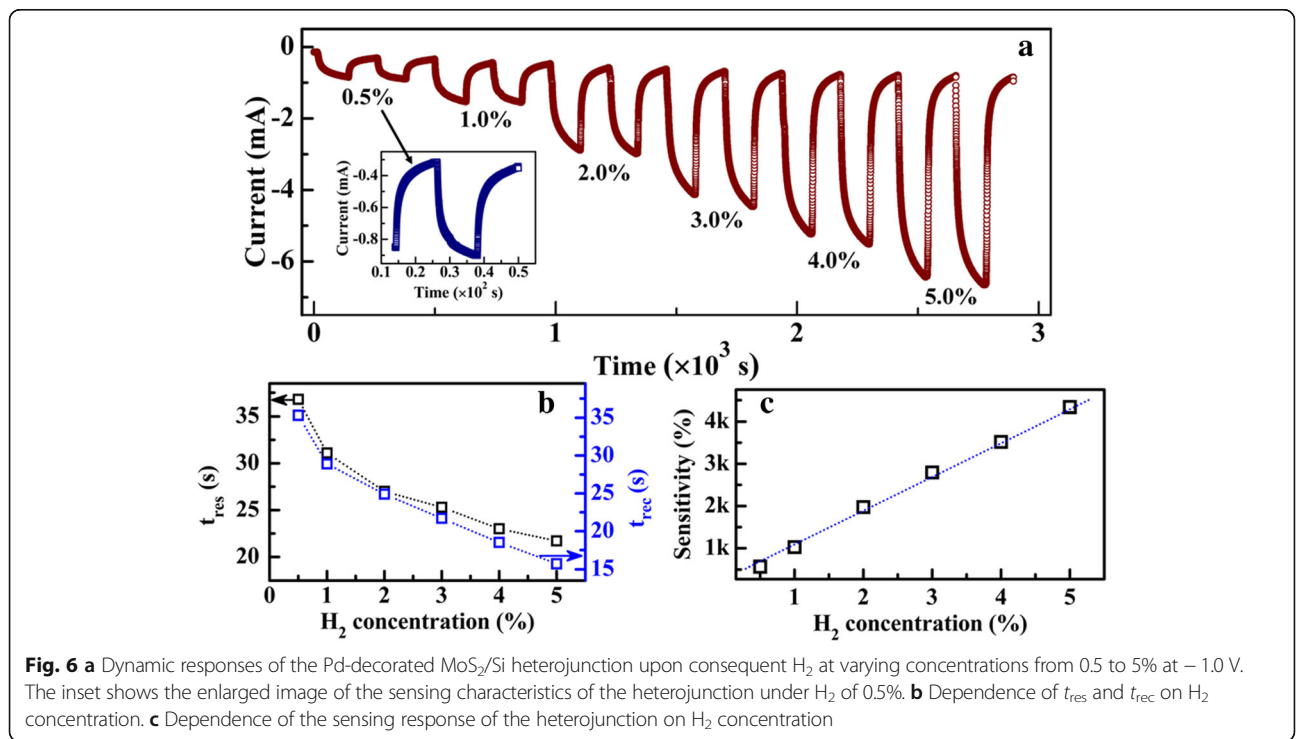 a
0
-2
-4
-6
Current (mA)
0.5%
1.0%
2.0%
3.0%
4.0%
5.0%
-0.4
-0.6
-0.8
Current (mA)
0.1 0.2 0.3 0.4 0.5
Time (×10² s)
0 1 2 3
Time (×10³ s)
b
35
30
25
20
t_res (s)
35
30
25
20
15
t_rec (s)
0 1 2 3 4 5
H₂ concentration (%)
c
4k
3k
2k
1k
Sensitivity (%)
1 2 3 4 5
H₂ concentration (%)
Fig. 6 a Dynamic responses of the Pd-decorated MoS₂/Si heterojunction upon consequent H₂ at varying concentrations from 0.5 to 5% at − 1.0 V.
The inset shows the enlarged image of the sensing characteristics of the heterojunction under H₂ of 0.5%. b Dependence of t_res and t_rec on H₂
concentration. c Dependence of the sensing response of the heterojunction on H₂ concentration